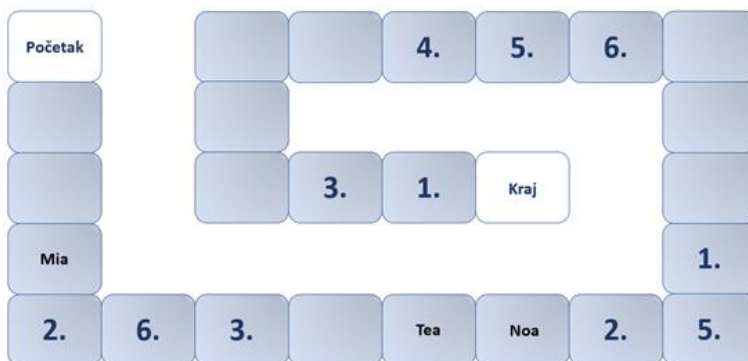 Početak 4. 5. 6.
3. 1. Kraj
Mia 1.
2. 6. 3. Tea Noa 2. 5.